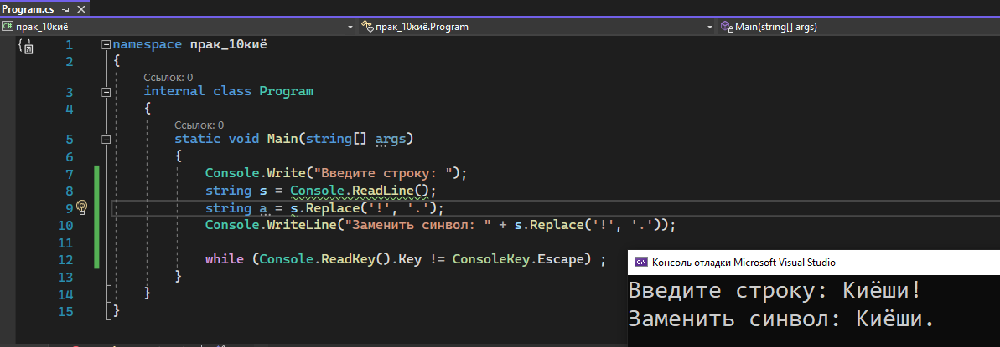 Program.cs
C# прак_10киё прак_10киё.Program Main(string[] args)
1 namespace прак_10киё
2 {
Ссылок: 0
3 internal class Program
4 {
Ссылок: 0
5 static void Main(string[] args)
6 {
7 Console.Write("Введите строку: ");
8 string s = Console.ReadLine();
9 string a = s.Replace('!', '.');
10 Console.WriteLine("Заменить синвол: " + s.Replace('!', '.'));
11
12 while (Console.ReadKey().Key != ConsoleKey.Escape) ;
13 }
14 }
15 }
Консоль отладки Microsoft Visual Studio
Введите строку: Киёши!
Заменить синвол: Киёши.